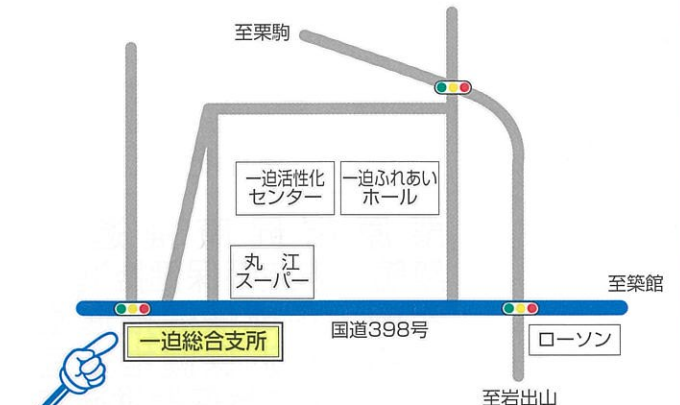 至栗駒
一迫活性化
センター
一迫ふれあい
ホール
丸 江
スーパー
至築館
国道398号
一迫総合支所
ローソン
至岩出山